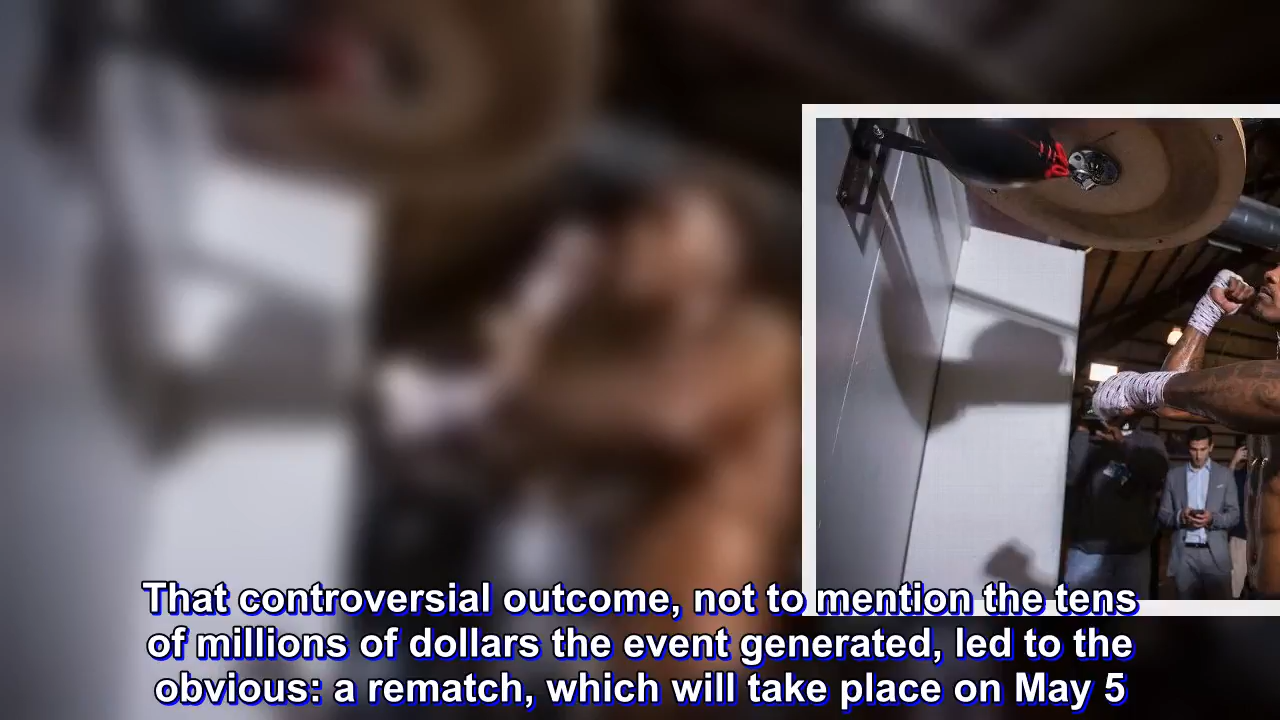 That controversial outcome, not to mention the tens
of millions of dollars the event generated, led to the
obvious: a rematch, which will take place on May 5